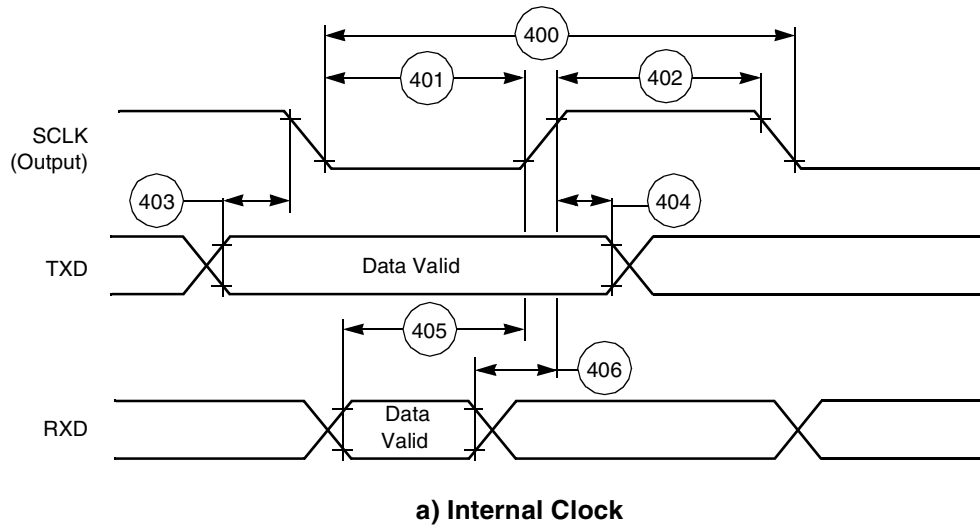 400
401
402
SCLK
(Output)
403
404
TXD
Data Valid
405
406
RXD
Data
Valid
a) Internal Clock